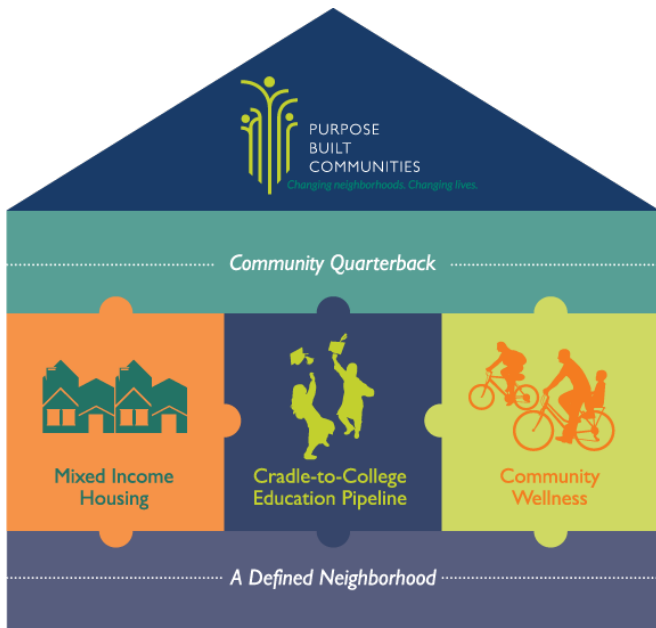 PURPOSE
BUILT
COMMUNITIES
Changing neighborhoods. Changing lives.
Community Quarterback
Mixed Income
Housing
Cradle-to-College
Education Pipeline
Community
Wellness
A Defined Neighborhood